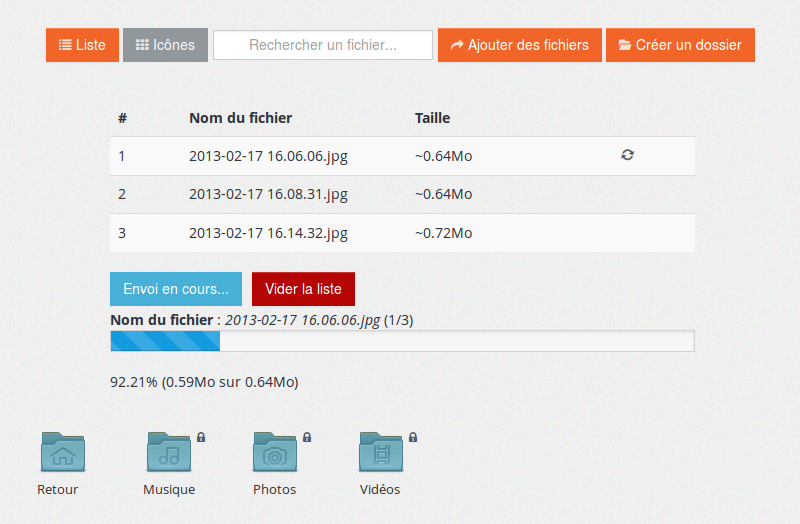 Liste Icônes Rechercher un fichier... Ajouter des fichiers Créer un dossier
# Nom du fichier Taille
1 2013-02-17 16.06.06.jpg ~0.64Mo
2 2013-02-17 16.08.31.jpg ~0.64Mo
3 2013-02-17 16.14.32.jpg ~0.72Mo
Envoi en cours... Vider la liste
Nom du fichier : 2013-02-17 16.06.06.jpg (1/3)
92.21% (0.59Mo sur 0.64Mo)
Retour Musique Photos Vidéos